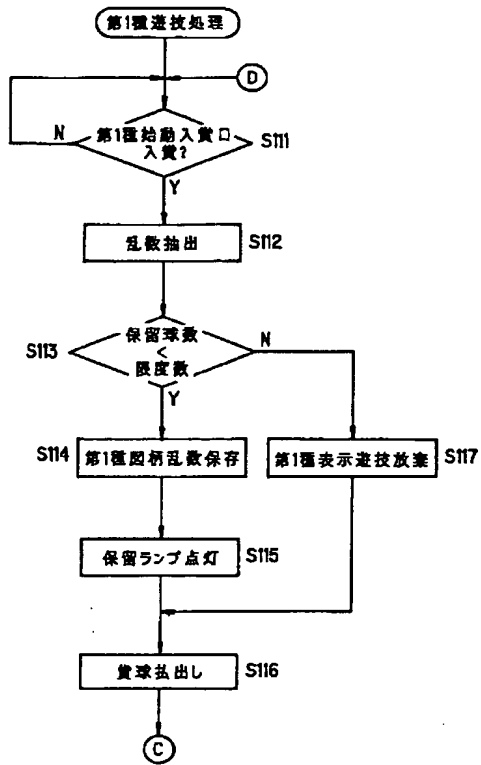 第1種遊技処理
D
第1種始動入賞口
入賞?
N
S111
Y
乱数抽出
S112
保留球数
<
限度数
S113
N
Y
S114
第1種図柄乱数保存
第1種表示遊技放棄
S117
保留ランプ点灯
S115
賞球払出し
S116
C